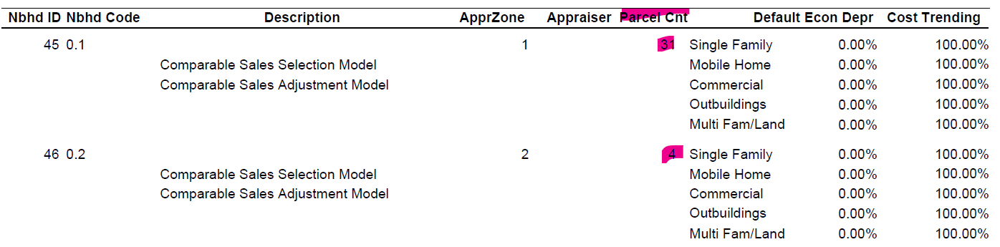 Nbhd ID Nbhd Code Description ApprZone Appraiser Parcel Cnt Default Econ Depr Cost Trending
45 0.1 1 31 Single Family 0.00% 100.00%
Comparable Sales Selection Model Mobile Home 0.00% 100.00%
Comparable Sales Adjustment Model Commercial 0.00% 100.00%
Outbuildings 0.00% 100.00%
Multi Fam/Land 0.00% 100.00%
46 0.2 2 4 Single Family 0.00% 100.00%
Comparable Sales Selection Model Mobile Home 0.00% 100.00%
Comparable Sales Adjustment Model Commercial 0.00% 100.00%
Outbuildings 0.00% 100.00%
Multi Fam/Land 0.00% 100.00%